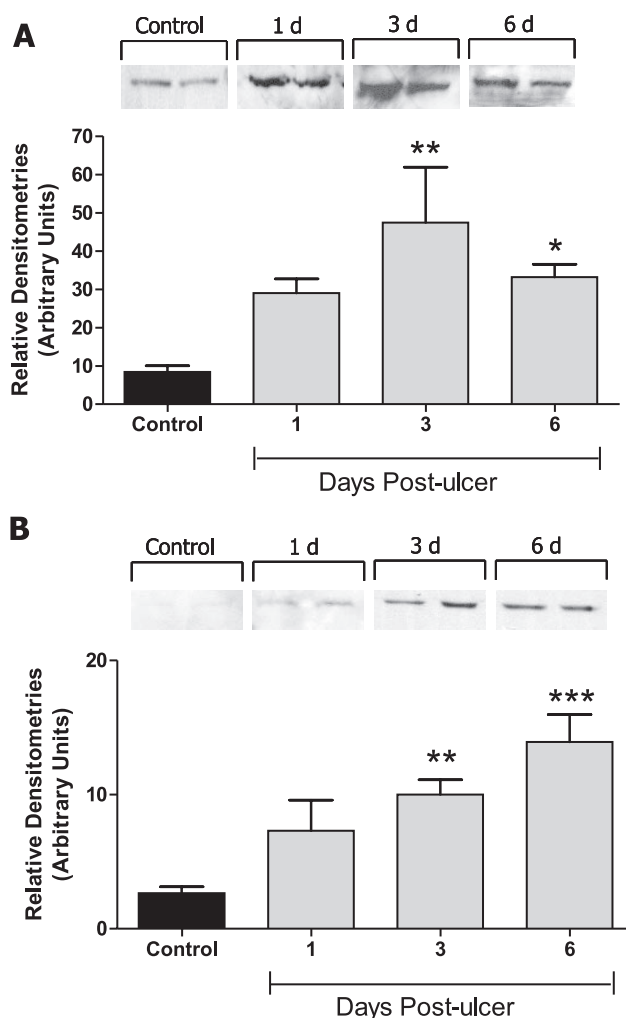 A
Control 1 d 3 d 6 d
Relative Densitometries
(Arbitrary Units)
70
60
50
40
30
20
10
0
**
*
Control 1 3 6
Days Post-ulcer
B
Control 1 d 3 d 6 d
Relative Densitometries
(Arbitrary Units)
20
10
0
**
***
Control 1 3 6
Days Post-ulcer